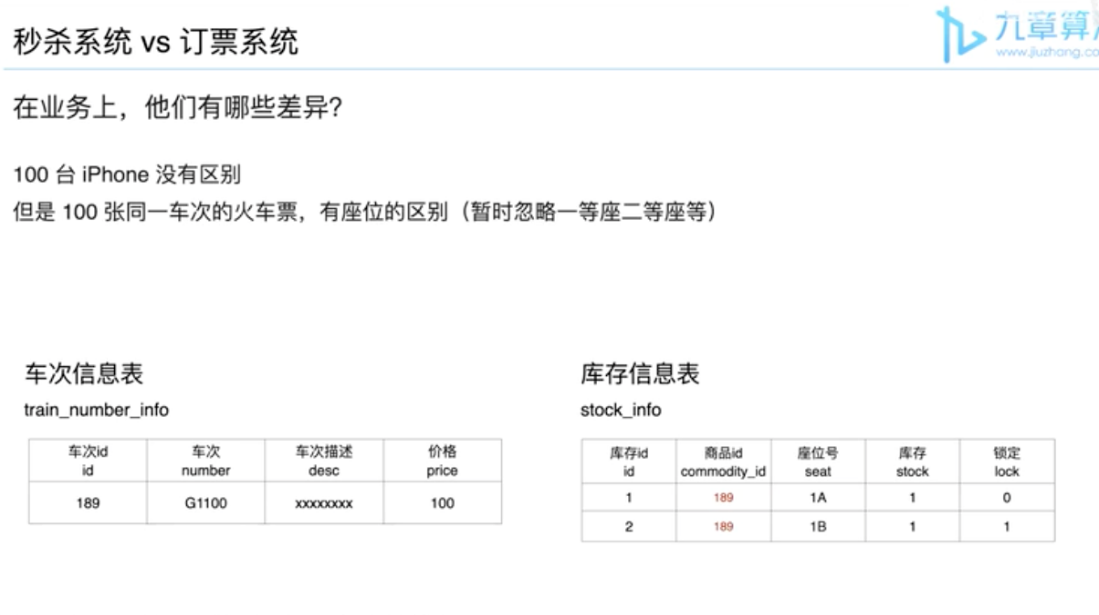 秒杀系统 vs 订票系统
九章算
www.jiuzhang.co
在业务上，他们有哪些差异？
100 台 iPhone 没有区别
但是 100 张同一车次的火车票，有座位的区别（暂时忽略一等座二等座等）
车次信息表
train_number_info
车次id 车次 车次描述 价格
id number desc price
189 G1100 xxxxxxxx 100
库存信息表
stock_info
库存id 商品id 座位号 库存 锁定
id commodity_id seat stock lock
1 189 1A 1 0
2 189 1B 1 1